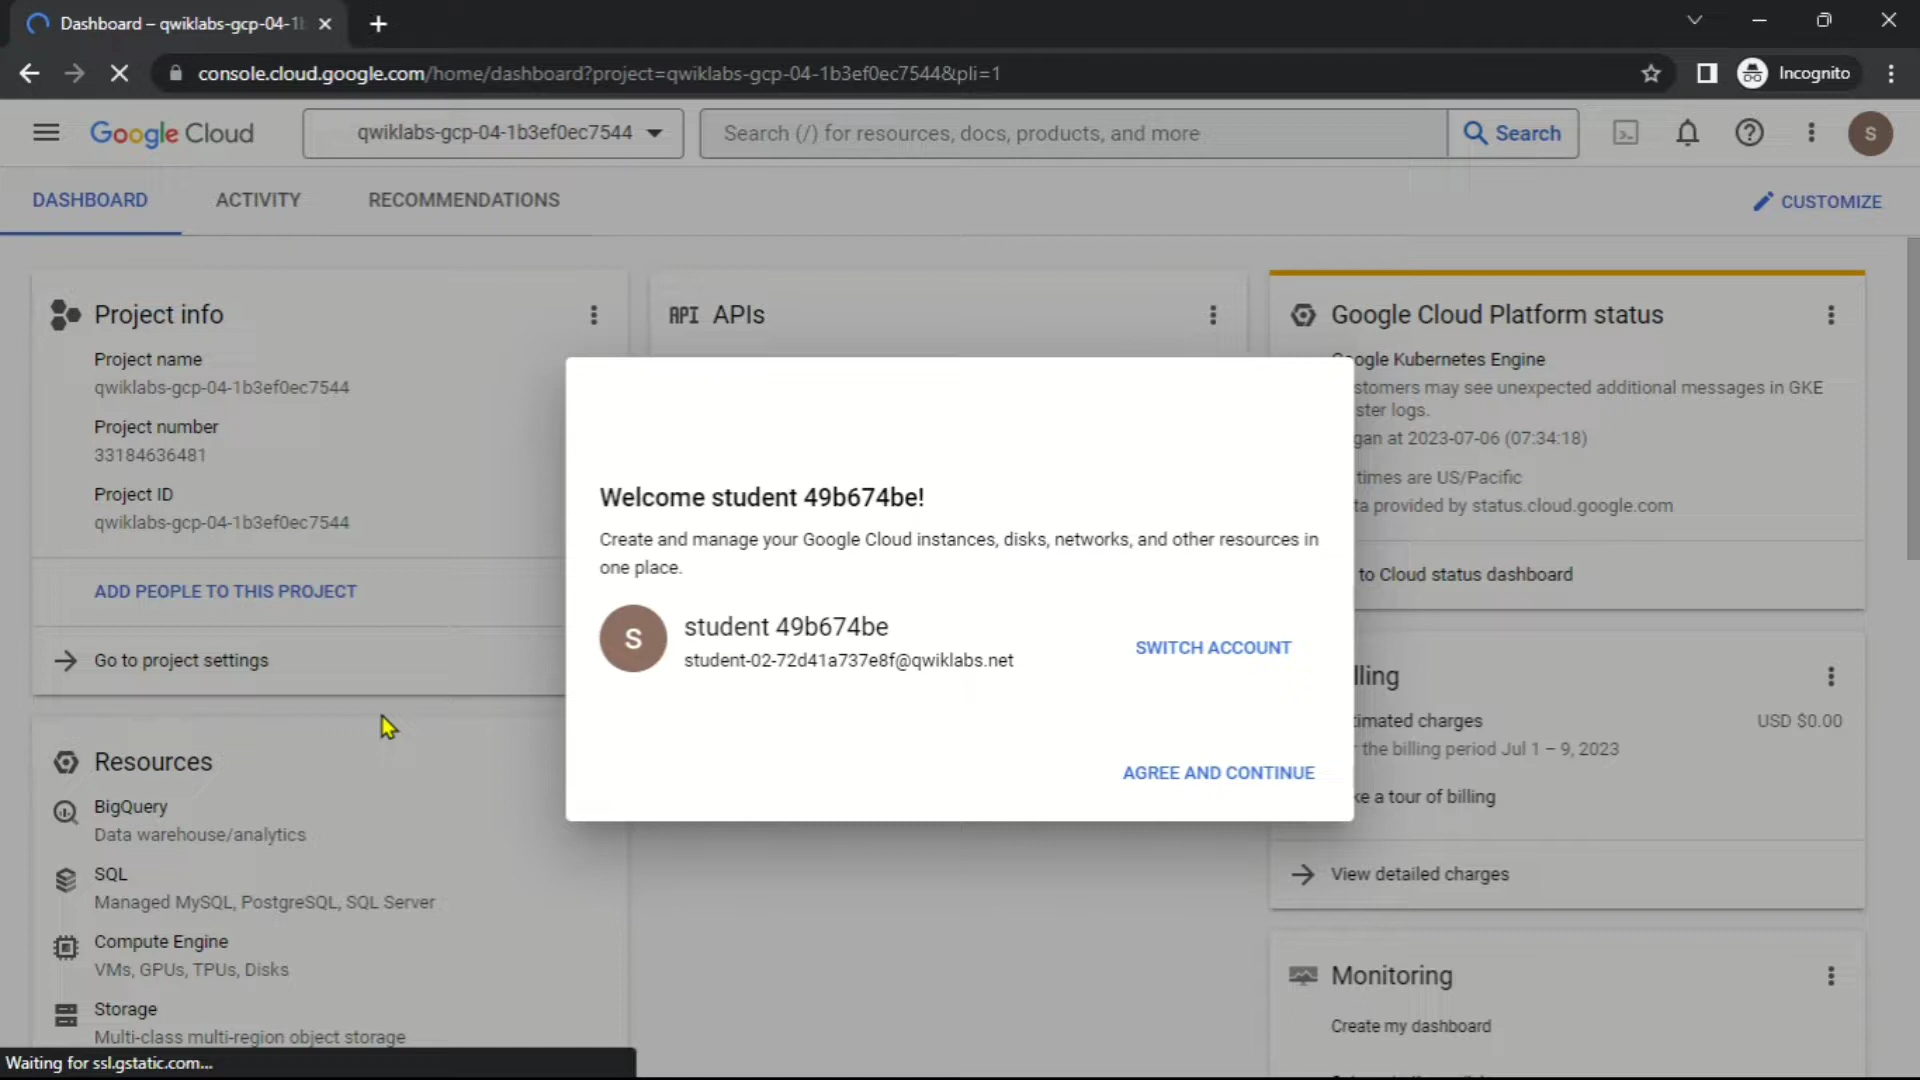 Dashboard – qwiklabs-gcp-04-1
console.cloud.google.com/home/dashboard?project=qwiklabs-gcp-04-1b3ef0ec7544&pli=1
Incognito
Google Cloud
qwiklabs-gcp-04-1b3ef0ec7544
Search (/) for resources, docs, products, and more
Search
S
DASHBOARD
ACTIVITY
RECOMMENDATIONS
CUSTOMIZE
Project info
Project name
qwiklabs-gcp-04-1b3ef0ec7544
Project number
33184636481
Project ID
qwiklabs-gcp-04-1b3ef0ec7544
ADD PEOPLE TO THIS PROJECT
Go to project settings
Resources
BigQuery
Data warehouse/analytics
SQL
Managed MySQL, PostgreSQL, SQL Server
Compute Engine
VMs, GPUs, TPUs, Disks
Storage
Multi-class multi-region object storage
API APIs
Welcome student 49b674be!
Create and manage your Google Cloud instances, disks, networks, and other resources in
one place.
S
student 49b674be
student-02-72d41a737e8f@qwiklabs.net
SWITCH ACCOUNT
AGREE AND CONTINUE
Google Cloud Platform status
oogle Kubernetes Engine
stomers may see unexpected additional messages in GKE
ster logs.
gan at 2023-07-06 (07:34:18)
times are US/Pacific
ta provided by status.cloud.google.com
to Cloud status dashboard
lling
timated charges
USD $0.00
the billing period Jul 1 – 9, 2023
ke a tour of billing
View detailed charges
Monitoring
Create my dashboard
Waiting for ssl.gstatic.com...